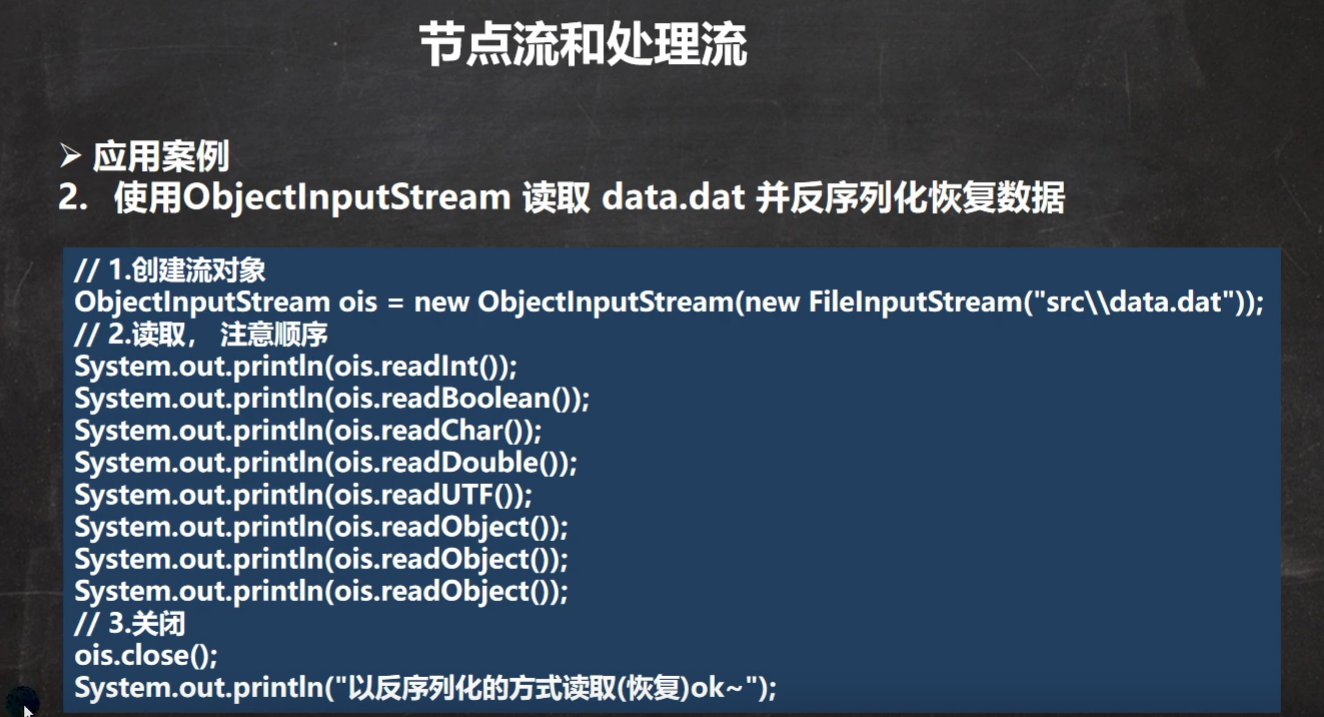 节点流和处理流
➢ 应用案例
2. 使用ObjectInputStream 读取 data.dat 并反序列化恢复数据
// 1.创建流对象
ObjectInputStream ois = new ObjectInputStream(new FileInputStream("src\\data.dat"));
// 2.读取， 注意顺序
System.out.println(ois.readInt());
System.out.println(ois.readBoolean());
System.out.println(ois.readChar());
System.out.println(ois.readDouble());
System.out.println(ois.readUTF());
System.out.println(ois.readObject());
System.out.println(ois.readObject());
System.out.println(ois.readObject());
// 3.关闭
ois.close();
System.out.println("以反序列化的方式读取(恢复)ok~");